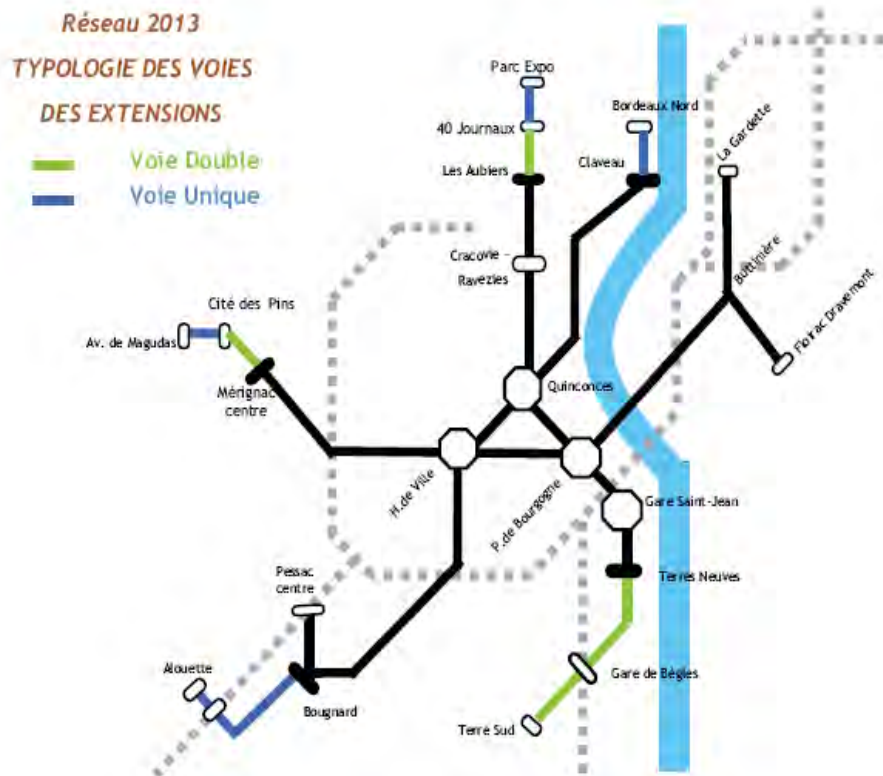 Réseau 2013
TYPOLOGIE DES VOIES
DES EXTENSIONS
Voie Double
Voie Unique
Parc Expo
40 Journaux
Les Aubiers
Bordeaux Nord
Claveau
La Gardette
Cracovie -
Ravezies
Buttinière
Floirac Dravemont
Cité des Pins
Av. de Magudas
Mérignac
centre
Quinconces
H.de Ville
P.de Bourgogne
Gare Saint-Jean
Terres Neuves
Pessac
centre
Alouette
Bougnard
Gare de Bègles
Terre Sud